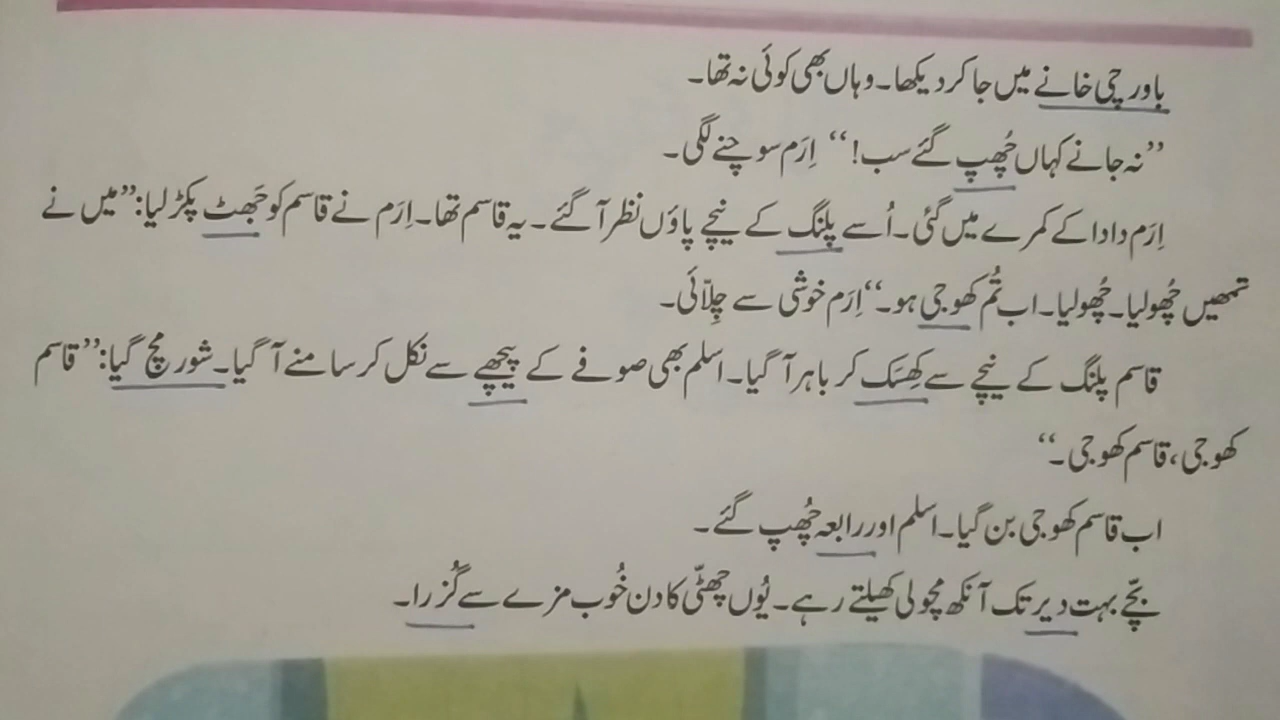 باورچی خانے میں جا کر دیکھا۔ وہاں بھی کوئی نہ تھا۔
”نہ جانے کہاں چُھپ گئے سب!“ اِرَم سوچنے لگی۔
اِرَم دادا کے کمرے میں گئی۔ اُسے پلنگ کے نیچے پاؤں نظر آ گئے۔ یہ قاسم تھا۔ اِرَم نے قاسم کو جَھٹ پکڑ لیا: ”میں نے
تمھیں چُھو لیا۔ چُھو لیا۔ اب تُم کھوجی ہو۔“ اِرَم خوشی سے چِلّائی۔
قاسم پلنگ کے نیچے سے کِھسَک کر باہر آ گیا۔ اسلم بھی صوفے کے پیچھے سے نکل کر سامنے آ گیا۔ شور مچ گیا: ”قاسم
کھوجی، قاسم کھوجی۔“
اب قاسم کھوجی بن گیا۔ اسلم اور رابعہ چُھپ گئے۔
بچّے بہت دیر تک آنکھ مچولی کھیلتے رہے۔ یُوں چھٹّی کا دن خُوب مزے سے گُزرا۔